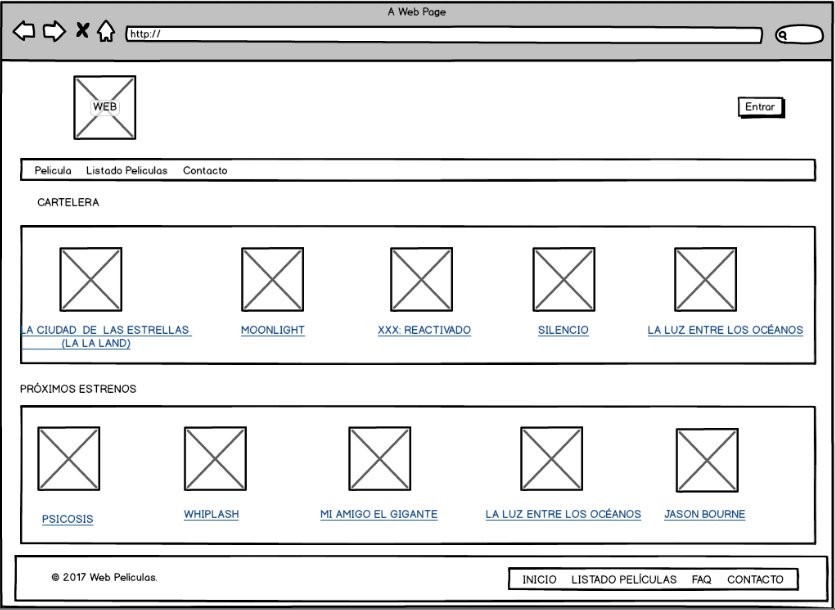 A Web Page
http://
WEB
Entrar
Pelicula Listado Peliculas Contacto
CARTELERA
LA CIUDAD DE LAS ESTRELLAS
(LA LA LAND)
MOONLIGHT
XXX: REACTIVADO
SILENCIO
LA LUZ ENTRE LOS OCÉANOS
PRÓXIMOS ESTRENOS
PSICOSIS
WHIPLASH
MI AMIGO EL GIGANTE
LA LUZ ENTRE LOS OCÉANOS
JASON BOURNE
© 2017 Web Peliculas.
INICIO LISTADO PELÍCULAS FAQ CONTACTO